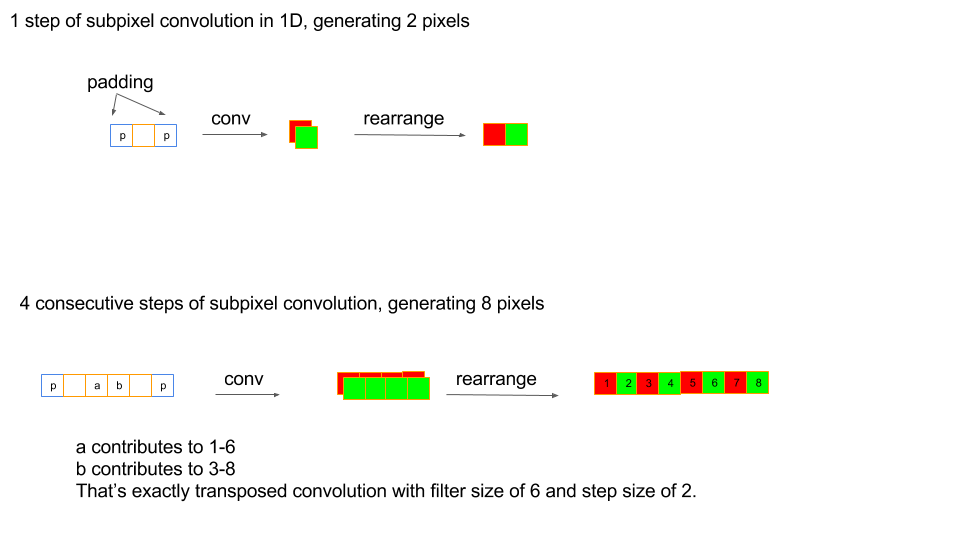 1 step of subpixel convolution in 1D, generating 2 pixels
padding
conv
rearrange
p p
4 consecutive steps of subpixel convolution, generating 8 pixels
conv
rearrange
p a b p
1 2 3 4 5 6 7 8
a contributes to 1-6
b contributes to 3-8
That’s exactly transposed convolution with filter size of 6 and step size of 2.